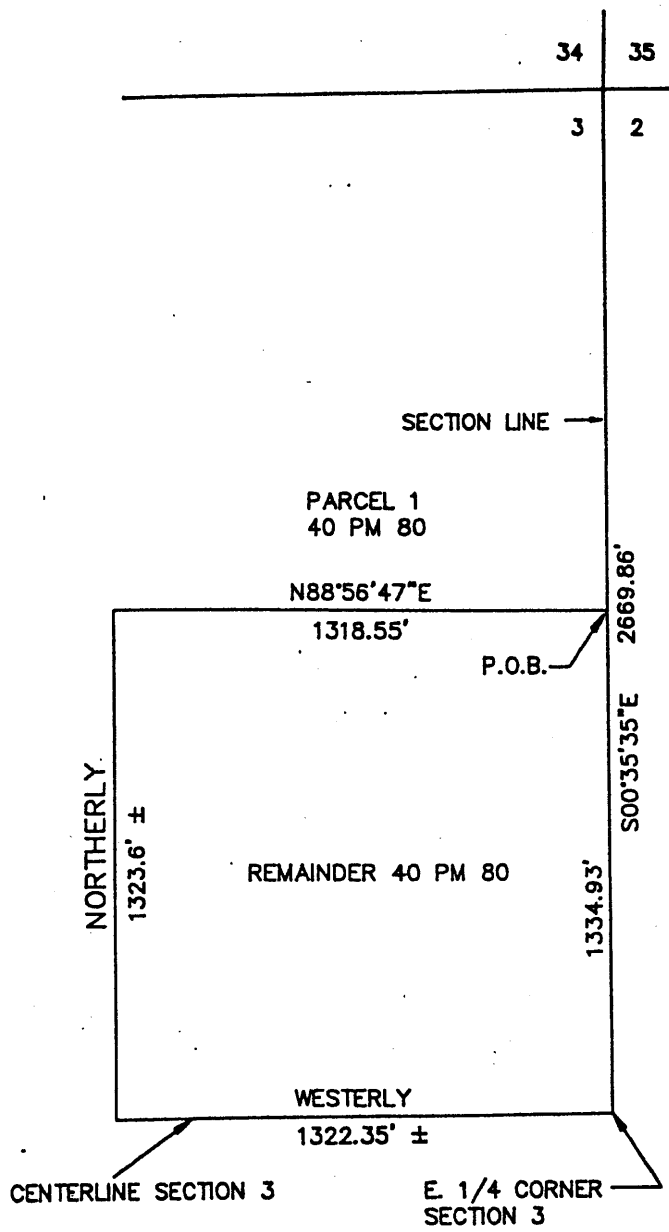 34 35
3 2
SECTION LINE
PARCEL 1
40 PM 80
2669.86'
N88°56'47"E
1318.55'
P.O.B.
S00°35'35"E
NORTHERLY
1323.6' ±
REMAINDER 40 PM 80
1334.93'
WESTERLY
1322.35' ±
CENTERLINE SECTION 3
E. 1/4 CORNER
SECTION 3